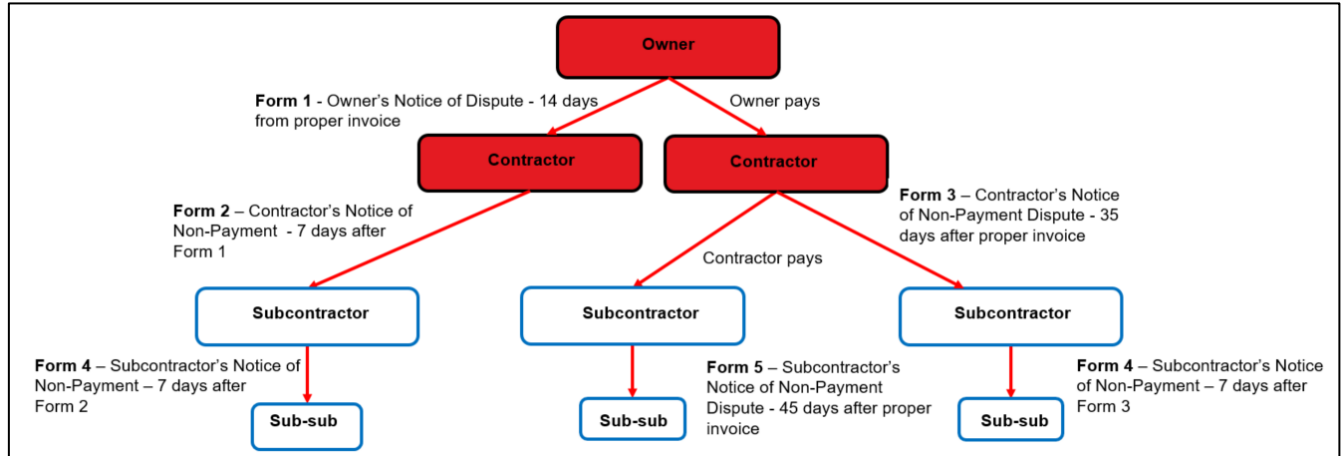 Owner
Form 1 - Owner's Notice of Dispute - 14 days
from proper invoice
Owner pays
Contractor
Contractor
Form 2 – Contractor's Notice of
Non-Payment  - 7 days after
Form 1
Form 3 – Contractor's Notice
of Non-Payment Dispute - 35
days after proper invoice
Contractor pays
Subcontractor
Subcontractor
Subcontractor
Form 4 – Subcontractor's Notice of
Non-Payment – 7 days after
Form 2
Form 5 – Subcontractor's
Notice of Non-Payment
Dispute - 45 days after proper
invoice
Form 4 – Subcontractor's Notice
of Non-Payment – 7 days after
Form 3
Sub-sub
Sub-sub
Sub-sub